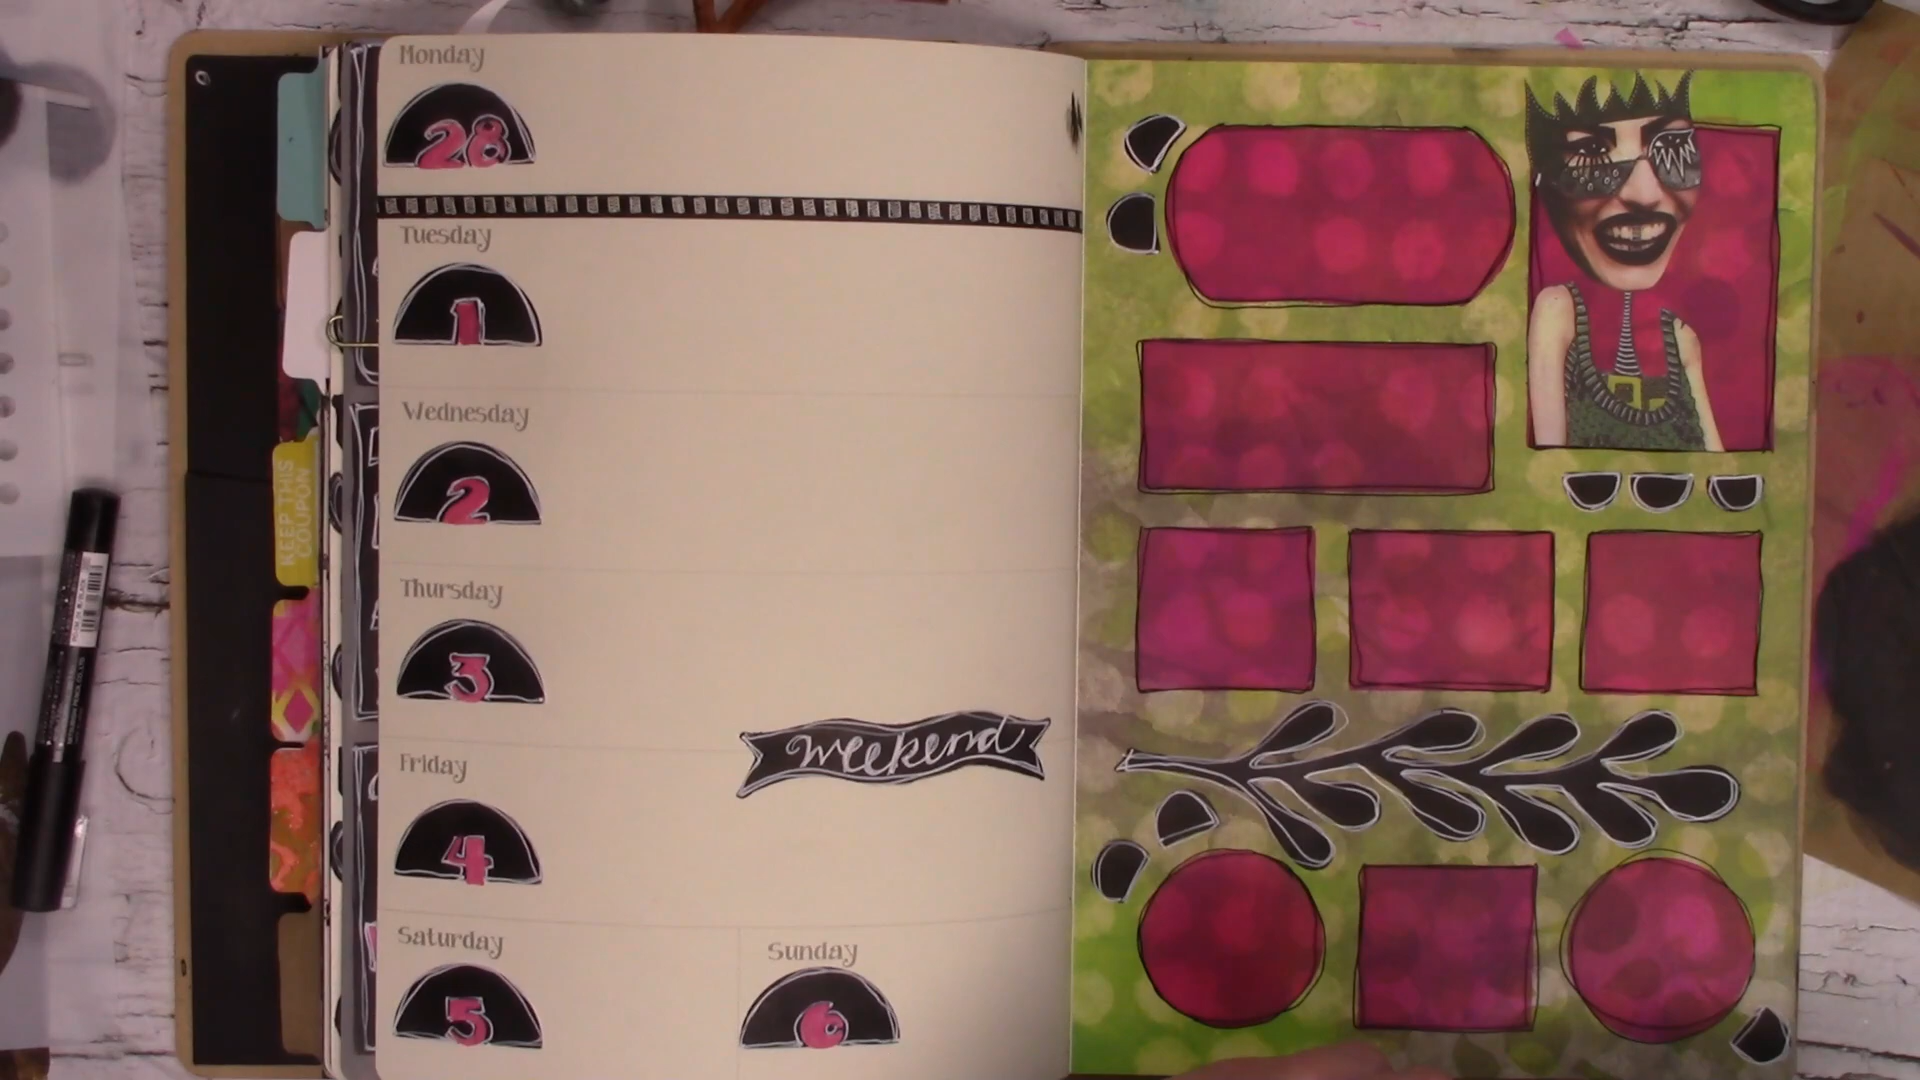 Monday
28
Tuesday
1
Wednesday
2
Thursday
3
weekend
Friday
4
Saturday
5
Sunday
6
KEEP THIS
COUPON